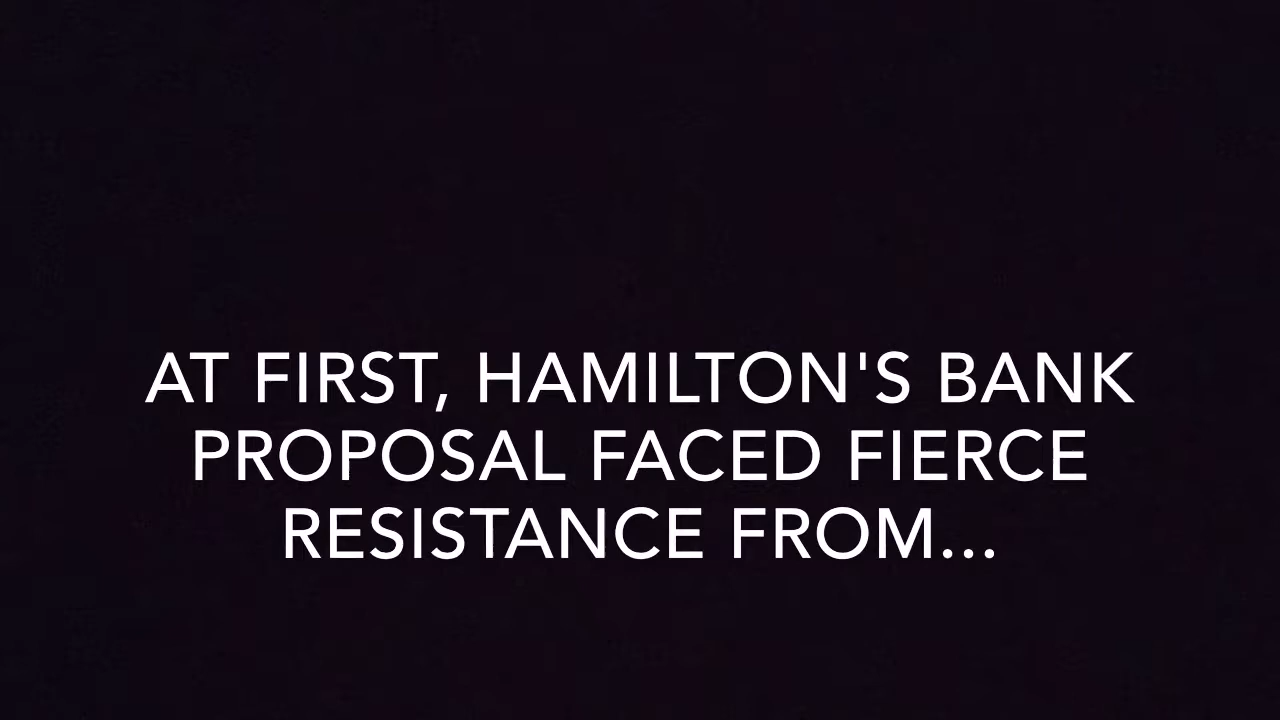 AT FIRST, HAMILTON'S BANK
PROPOSAL FACED FIERCE
RESISTANCE FROM...